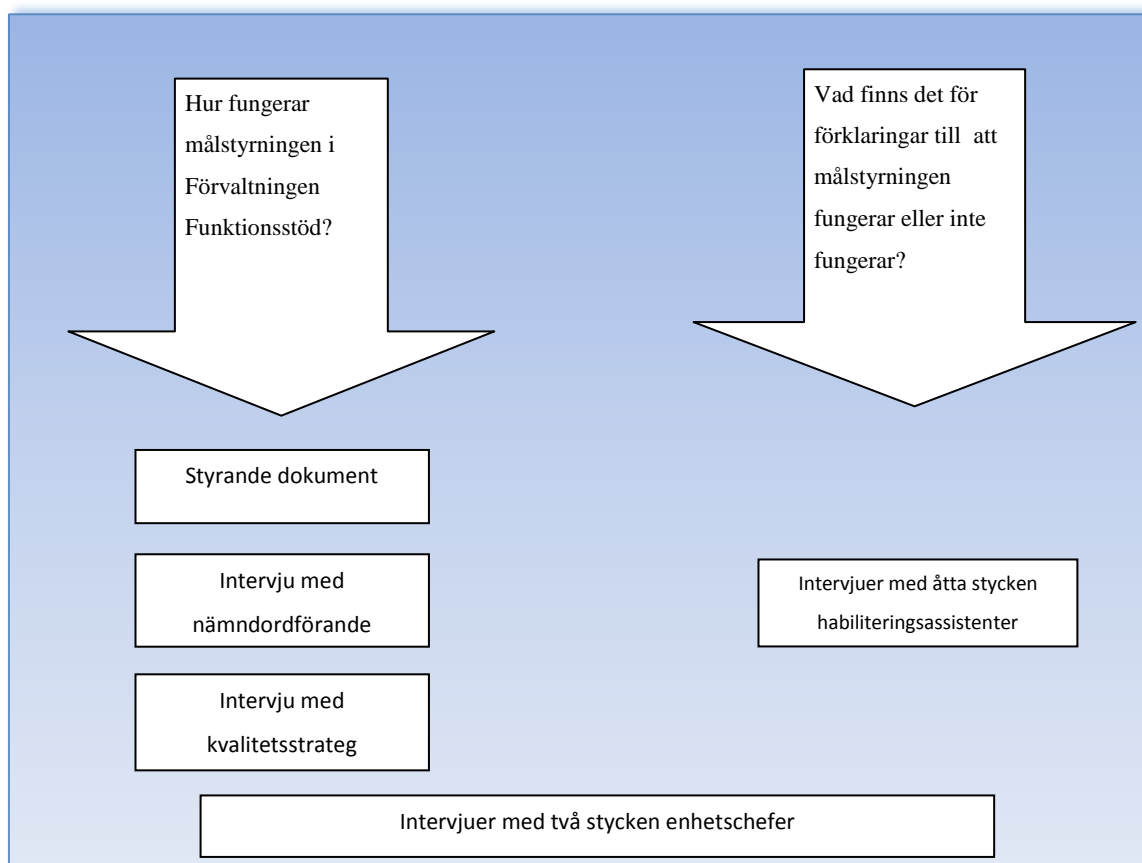 Hur fungerar
målstyrningen i
Förvaltningen
Funktionsstöd?
Vad finns det för
förklaringar till att
målstyrningen
fungerar eller inte
fungerar?
Styrande dokument
Intervju med
nämndordförande
Intervju med
kvalitetsstrateg
Intervjuer med åtta stycken
habiliteringsassistenter
Intervjuer med två stycken enhetschefer